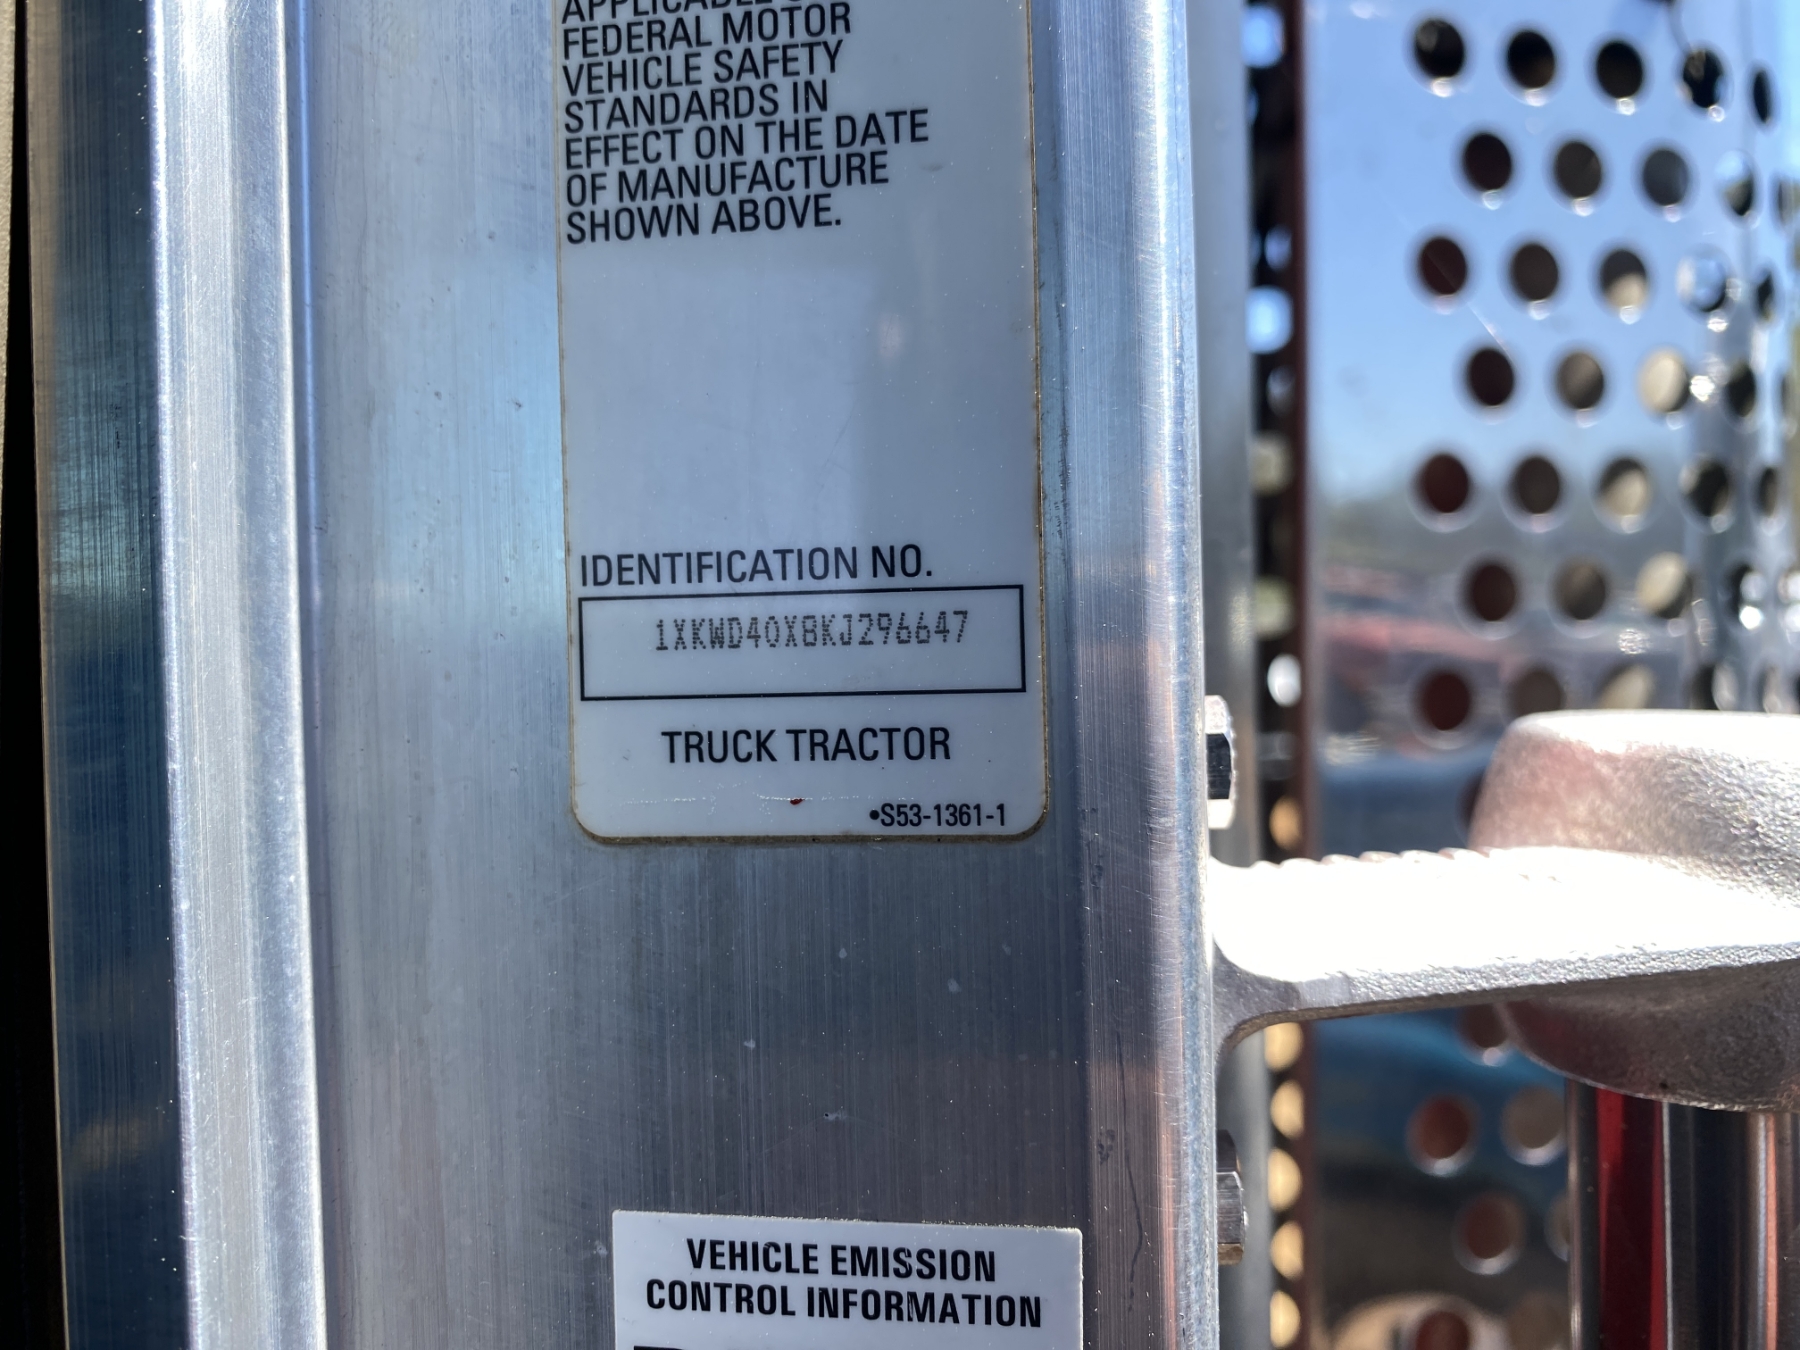 APPLICABLE
FEDERAL MOTOR
VEHICLE SAFETY
STANDARDS IN
EFFECT ON THE DATE
OF MANUFACTURE
SHOWN ABOVE.
IDENTIFICATION NO.
1XKWD40X8KJ296647
TRUCK TRACTOR
•S53-1361-1
VEHICLE EMISSION
CONTROL INFORMATION